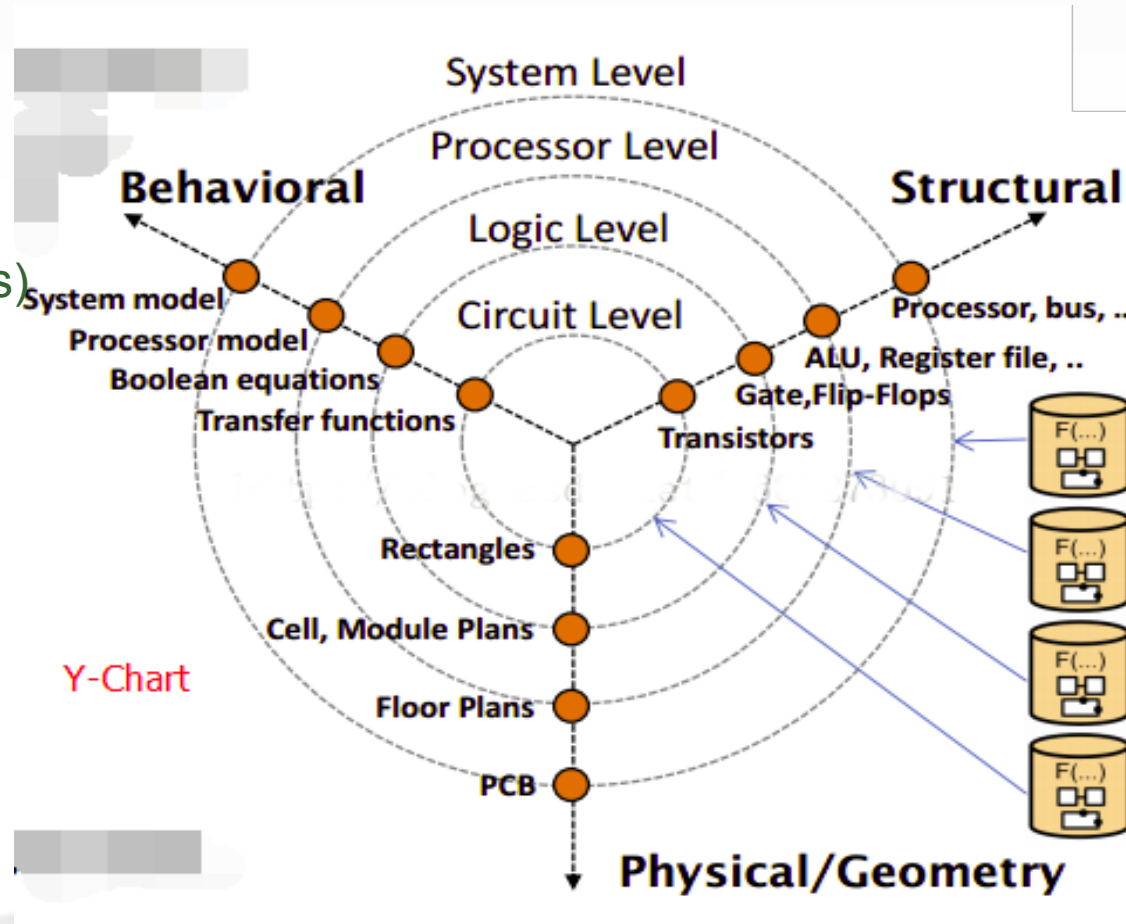 System Level
Processor Level
Behavioral
Structural
Logic Level
s)
System model
Processor, bus, ..
Circuit Level
Processor model
ALU, Register file, ..
Boolean equations
Gate,Flip-Flops
Transfer functions
Transistors
F(...)
F(...)
Rectangles
Cell, Module Plans
F(...)
Y-Chart
Floor Plans
PCB
F(...)
Physical/Geometry